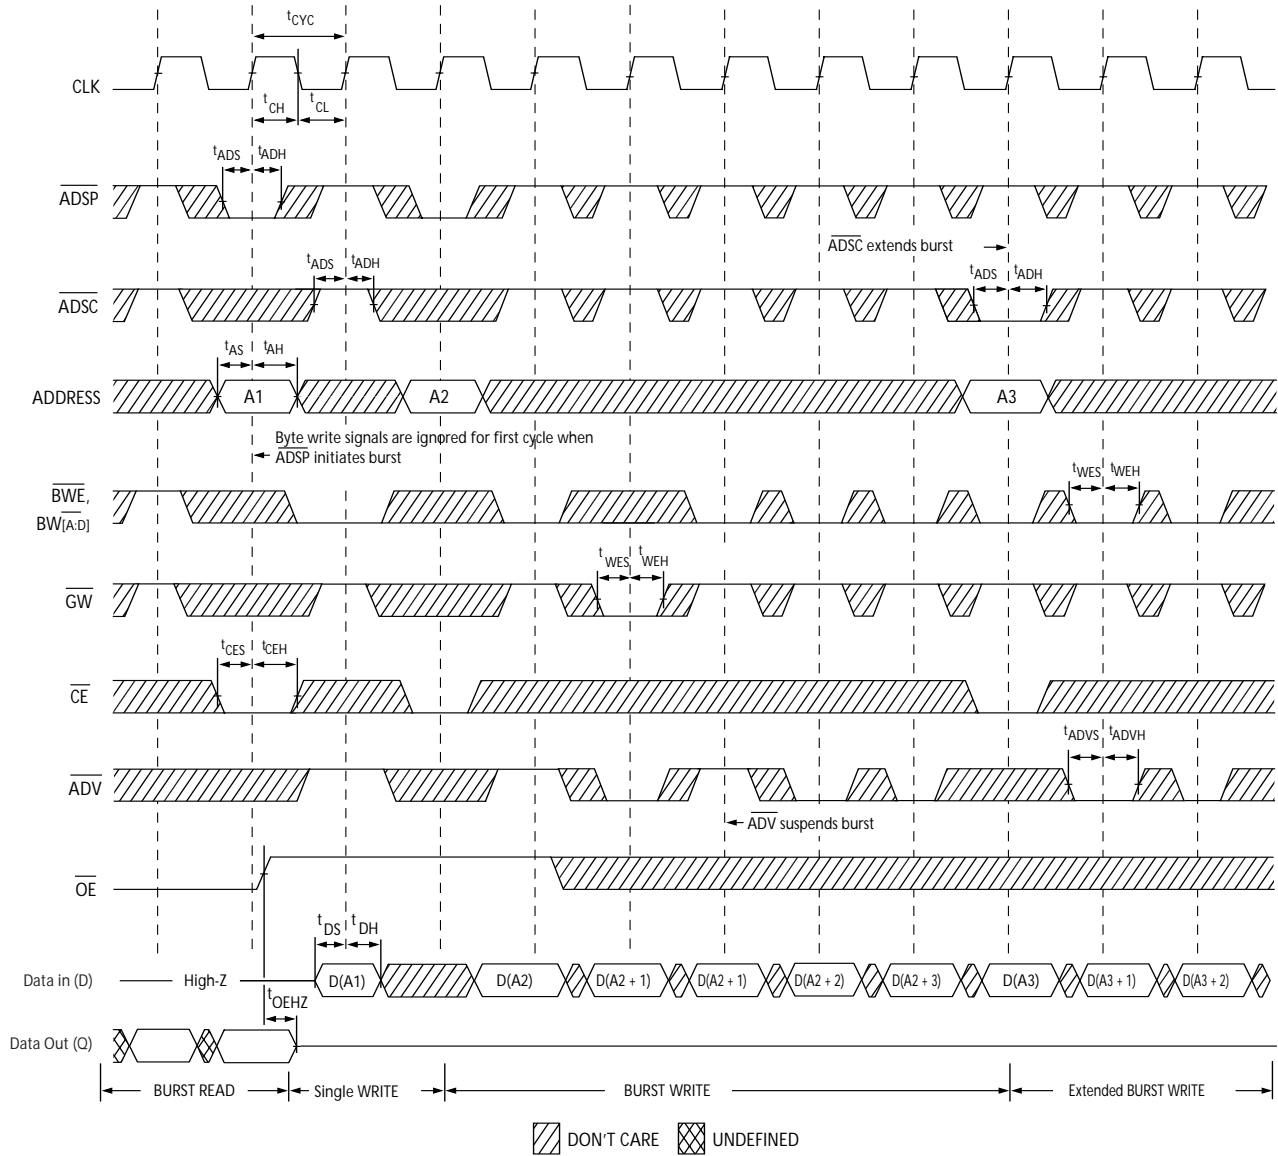 tCYC
CLK
tCH tCL
tADS tADH
ADSP
ADSC extends burst
tADS tADH tADS tADH
ADSC
tAS tAH
ADDRESS A1 A2 A3
Byte write signals are ignored for first cycle when
ADSP initiates burst
tWES tWEH
BWE,
BW[A:D]
tWES tWEH
GW
tCES tCEH
CE
tADVS tADVH
ADV
ADV suspends burst
OE
tDS tDH
Data in (D) High-Z D(A1) D(A2) D(A2 + 1) D(A2 + 1) D(A2 + 2) D(A2 + 3) D(A3) D(A3 + 1) D(A3 + 2)
tOEHZ
Data Out (Q)
BURST READ Single WRITE BURST WRITE Extended BURST WRITE
DON'T CARE UNDEFINED